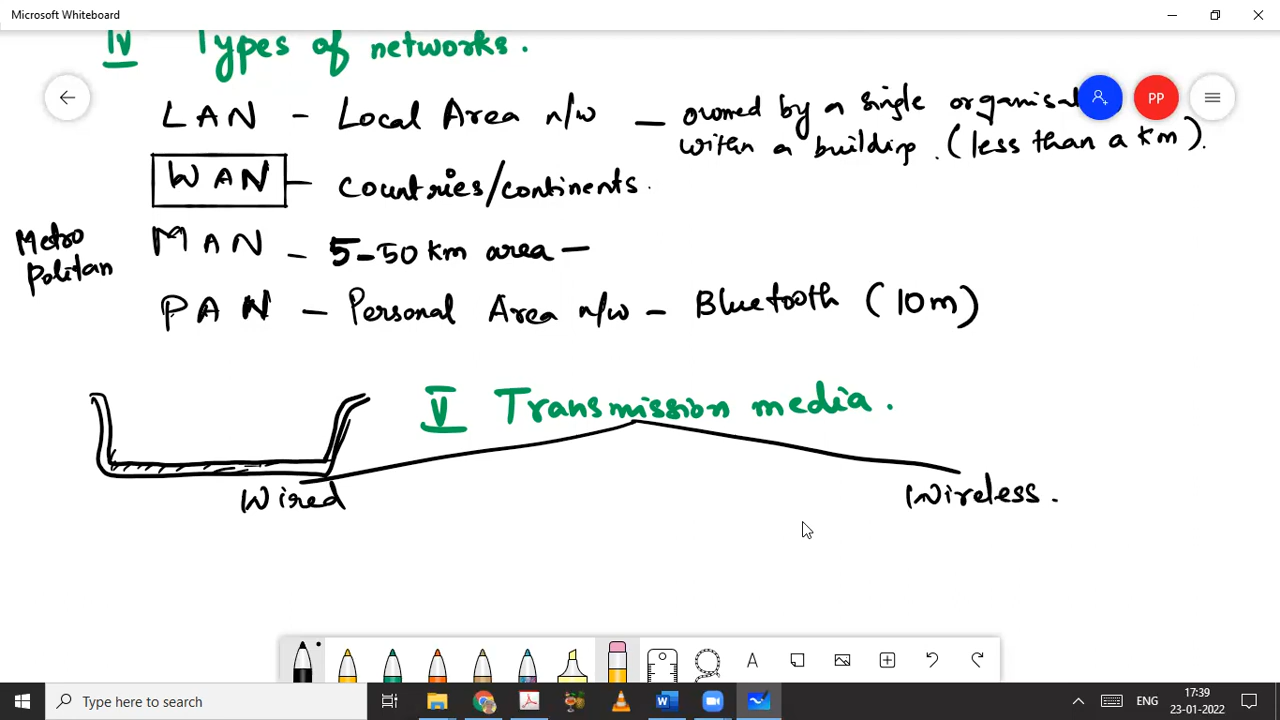 Microsoft Whiteboard
IV Types of networks.
LAN - Local Area n/w - owned by a single organisat
within a building. (less than a km).
WAN - Countries/continents.
Metro
Politan
MAN - 5-50 km area -
PAN - Personal Area n/w - Bluetooth (10m)
V Transmission media.
Wired
Wireless.
PP
A
Type here to search
W
ENG
17:39
23-01-2022